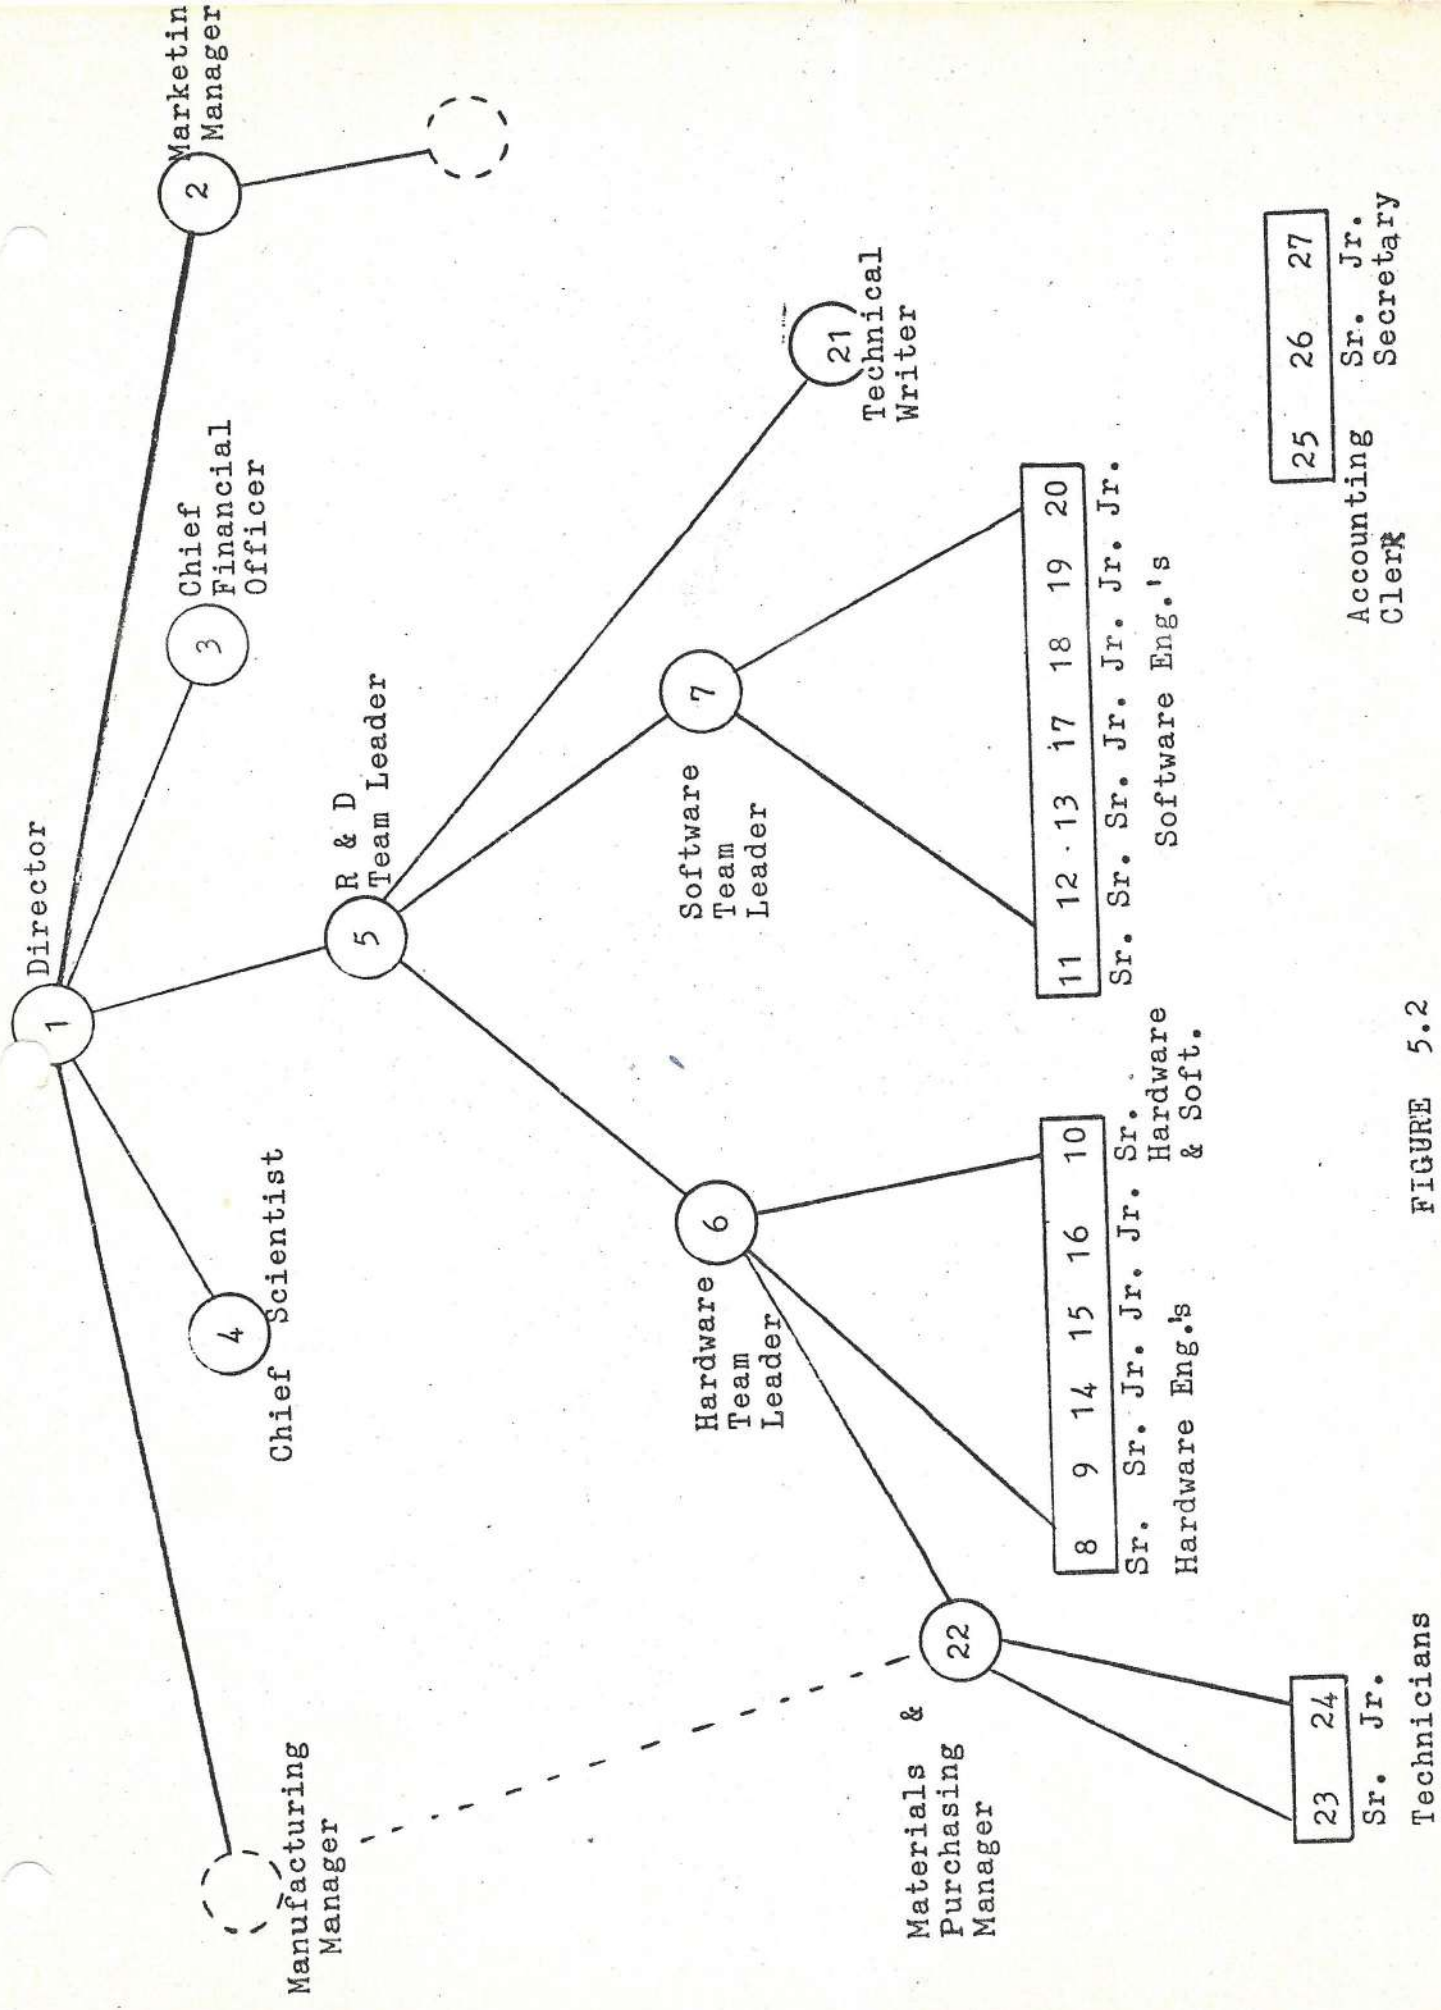 Director
1
Marketin
Manager
2
Chief
Financial
Officer
3
4
Chief Scientist
Manufacturing
Manager
R & D
Team Leader
5
Hardware
Team
Leader
6
Software
Team
Leader
7
21
Technical
Writer
Materials &
Purchasing
Manager
22
8 9 14 15 16 10
Sr. Sr. Jr. Jr. Jr. Sr.
Hardware Eng.'s
Hardware
& Soft.
11 12 13 17 18 19 20
Sr. Sr. Sr. Jr. Jr. Jr. Jr.
Software Eng.'s
23 24
Sr. Jr.
Technicians
25 26 27
Accounting
Clerk
Sr. Jr.
Secretary
FIGURE 5.2